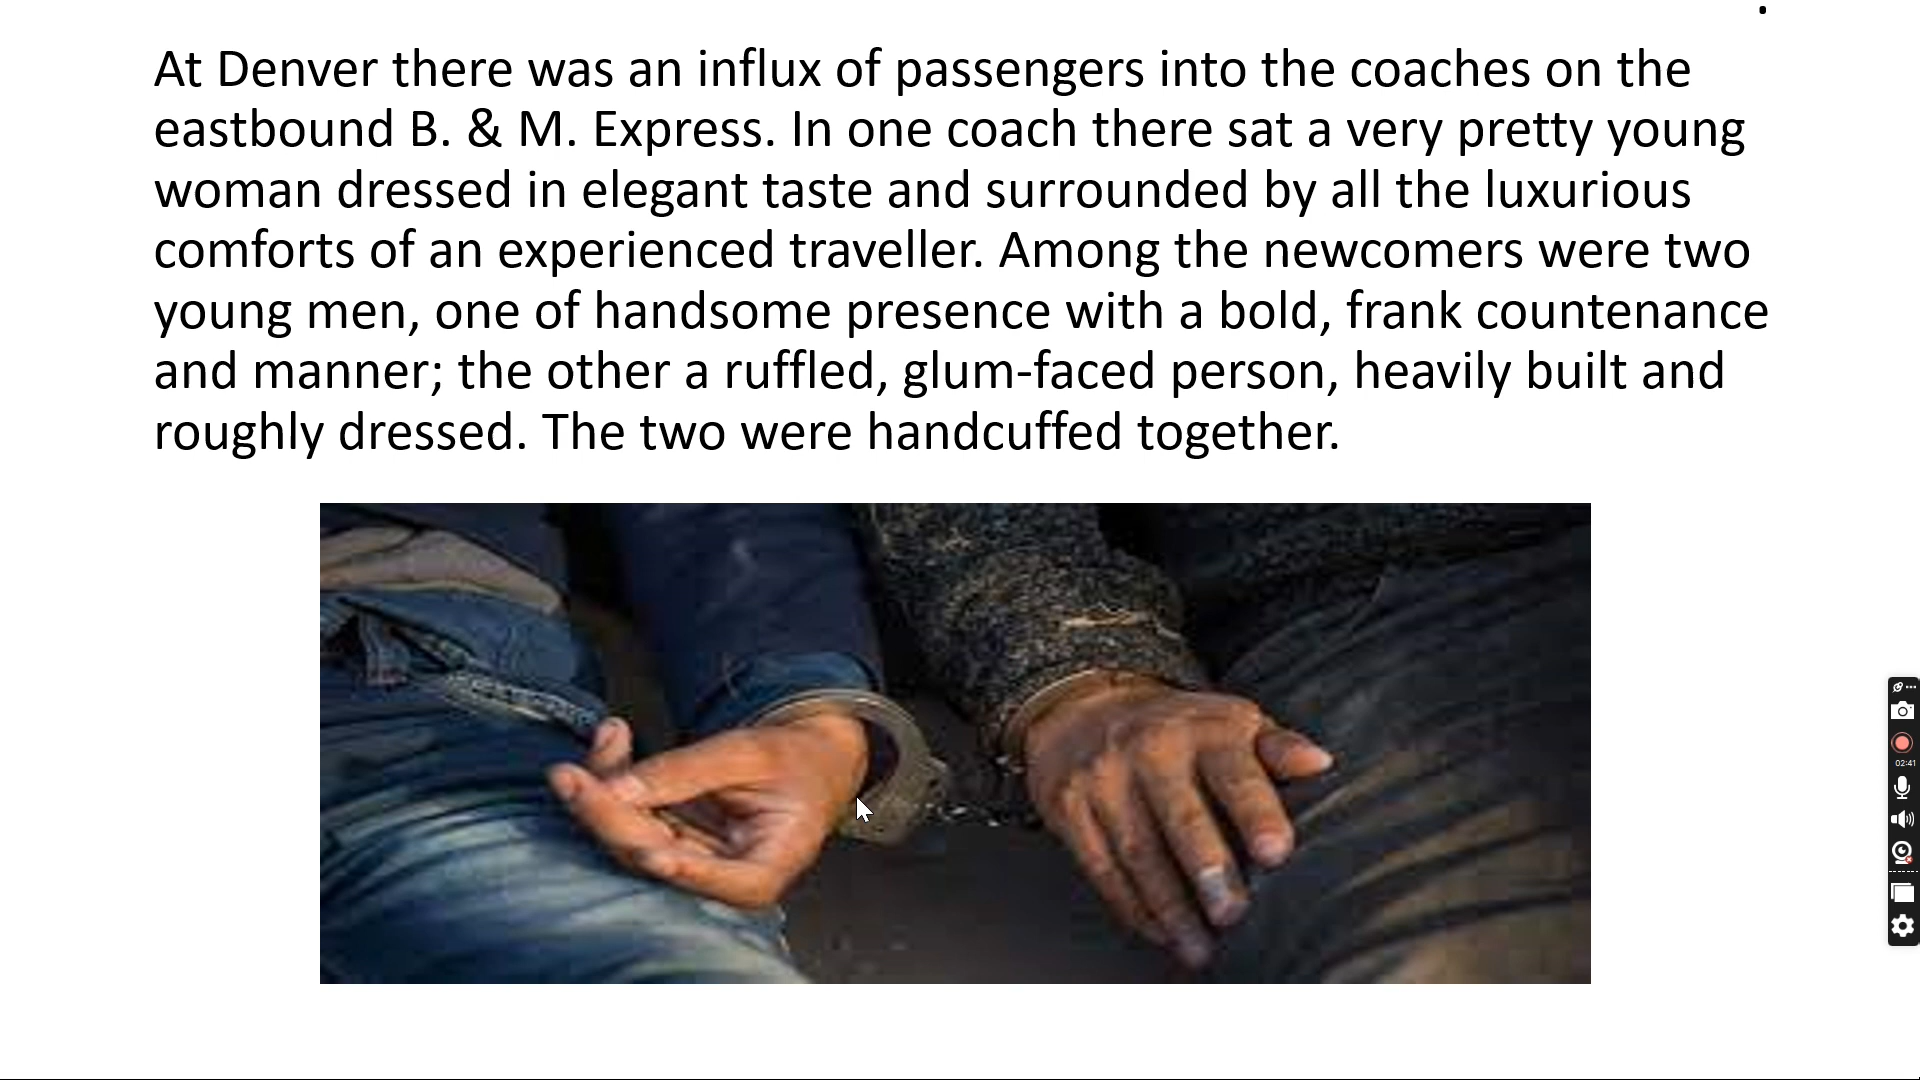 At Denver there was an influx of passengers into the coaches on the
eastbound B. & M. Express. In one coach there sat a very pretty young
woman dressed in elegant taste and surrounded by all the luxurious
comforts of an experienced traveller. Among the newcomers were two
young men, one of handsome presence with a bold, frank countenance
and manner; the other a ruffled, glum-faced person, heavily built and
roughly dressed. The two were handcuffed together.
02:41